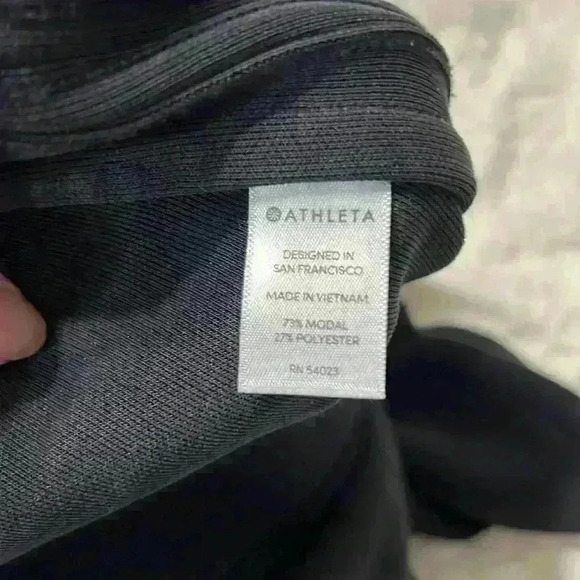 ATHLETA
DESIGNED IN
SAN FRANCISCO
MADE IN VIETNAM
73% MODAL
27% POLYESTER
RN 54023